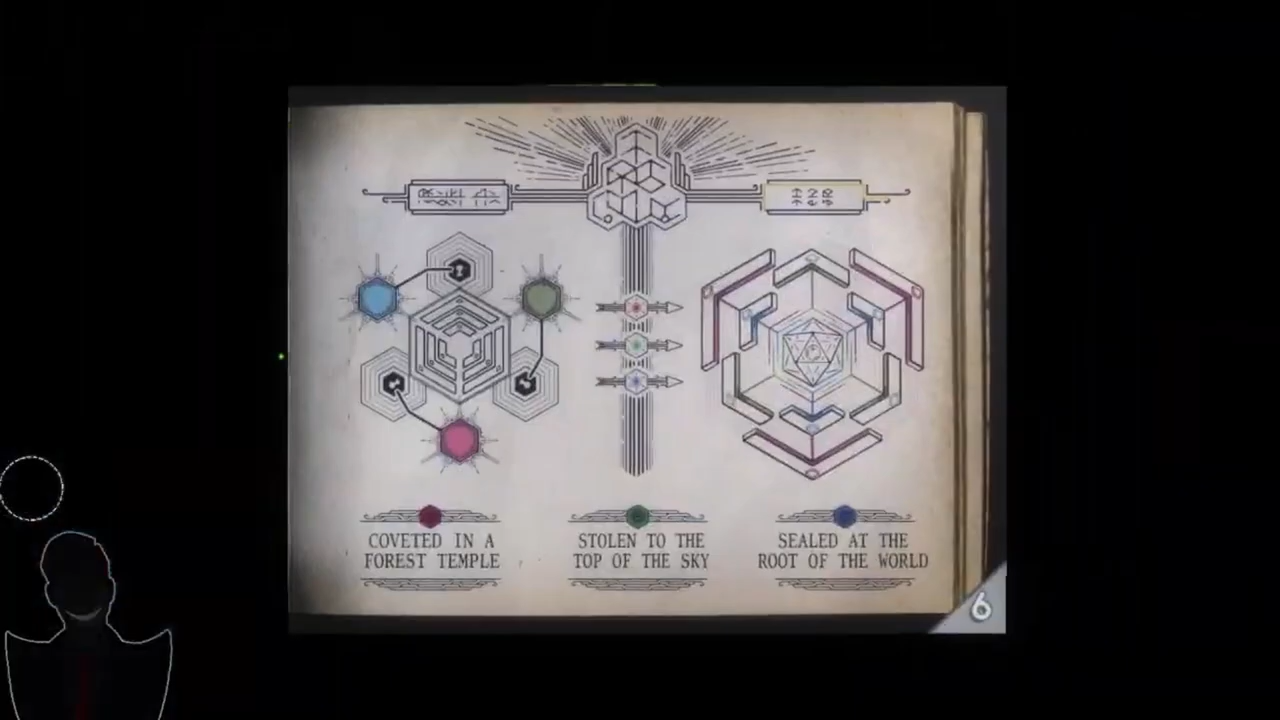 COVETED IN A
FOREST TEMPLE
STOLEN TO THE
TOP OF THE SKY
SEALED AT THE
ROOT OF THE WORLD
6